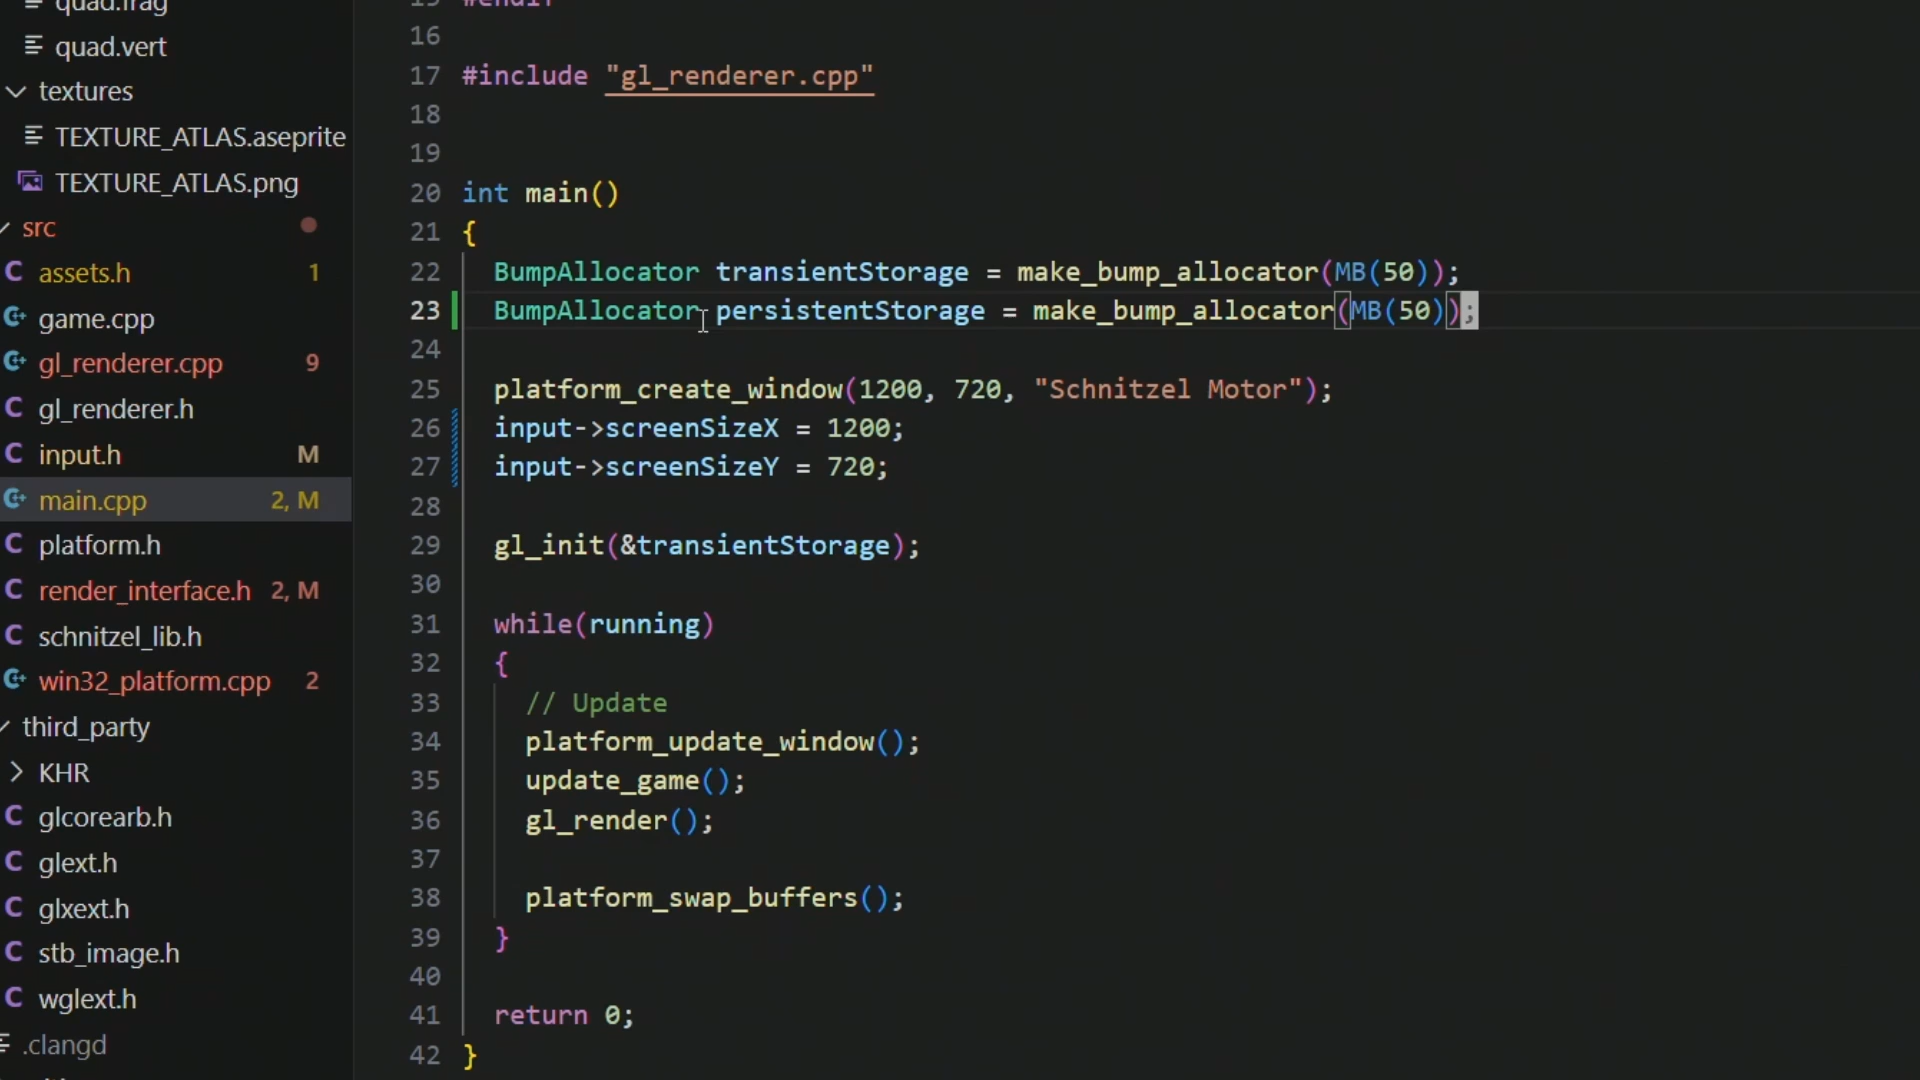 quad.frag
quad.vert
textures
TEXTURE_ATLAS.aseprite
TEXTURE_ATLAS.png
src
assets.h 1
game.cpp
gl_renderer.cpp 9
gl_renderer.h
input.h M
main.cpp 2, M
platform.h
render_interface.h 2, M
schnitzel_lib.h
win32_platform.cpp 2
third_party
KHR
glcorearb.h
glext.h
glxext.h
stb_image.h
wglext.h
.clangd
15 #endif
16
17 #include "gl_renderer.cpp"
18
19
20 int main()
21 {
22 BumpAllocator transientStorage = make_bump_allocator(MB(50));
23 BumpAllocator persistentStorage = make_bump_allocator(MB(50));
24
25 platform_create_window(1200, 720, "Schnitzel Motor");
26 input->screenSizeX = 1200;
27 input->screenSizeY = 720;
28
29 gl_init(&transientStorage);
30
31 while(running)
32 {
33 // Update
34 platform_update_window();
35 update_game();
36 gl_render();
37
38 platform_swap_buffers();
39 }
40
41 return 0;
42 }